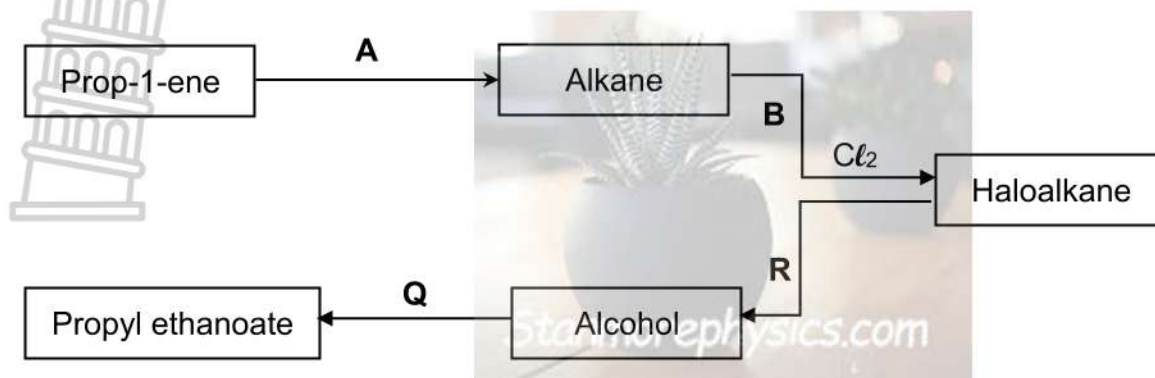 A
Prop-1-ene
Alkane
B
Cℓ₂
Haloalkane
R
Q
Propyl ethanoate
Alcohol
Stanmorephysics.com